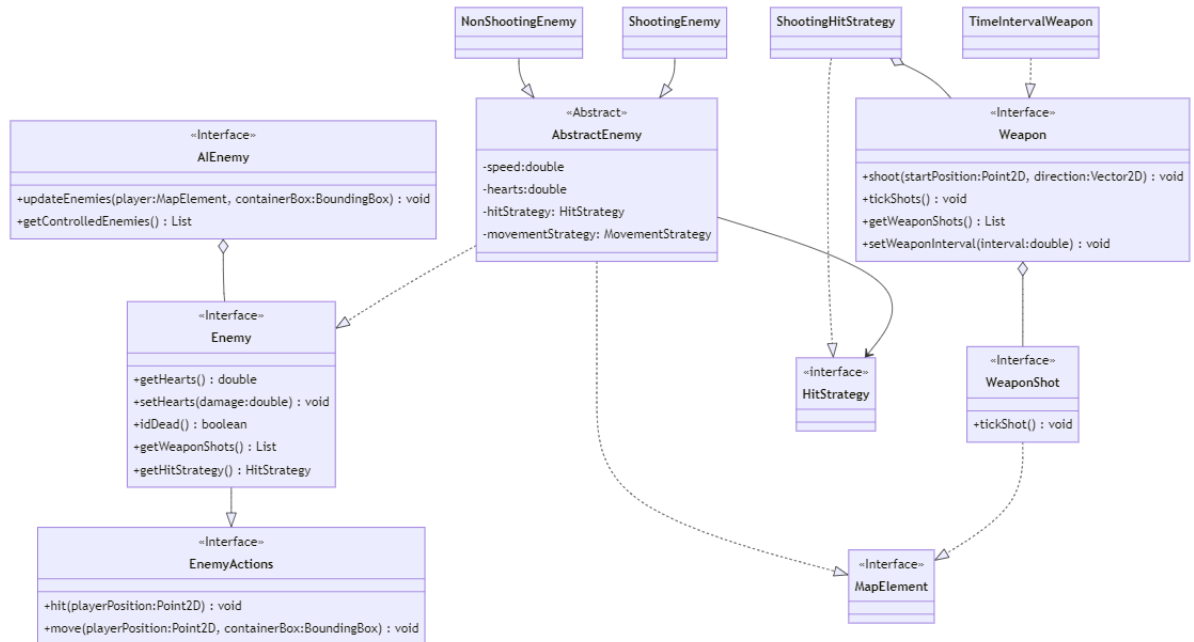 NonShootingEnemy
ShootingEnemy
ShootingHitStrategy
TimeIntervalWeapon
«Abstract»
AbstractEnemy
-speed:double
-hearts:double
-hitStrategy: HitStrategy
-movementStrategy: MovementStrategy
«Interface»
Weapon
+shoot(startPosition:Point2D, direction:Vector2D) : void
+tickShots() : void
+getWeaponShots() : List
+setWeaponInterval(interval:double) : void
«Interface»
AIEnemy
+updateEnemies(player:MapElement, containerBox:BoundingBox) : void
+getControlledEnemies() : List
«Interface»
Enemy
+getHearts() : double
+setHearts(damage:double) : void
+idDead() : boolean
+getWeaponShots() : List
+getHitStrategy() : HitStrategy
«interface»
HitStrategy
«Interface»
WeaponShot
+tickShot() : void
«Interface»
EnemyActions
+hit(playerPosition:Point2D) : void
+move(playerPosition:Point2D, containerBox:BoundingBox) : void
«Interface»
MapElement